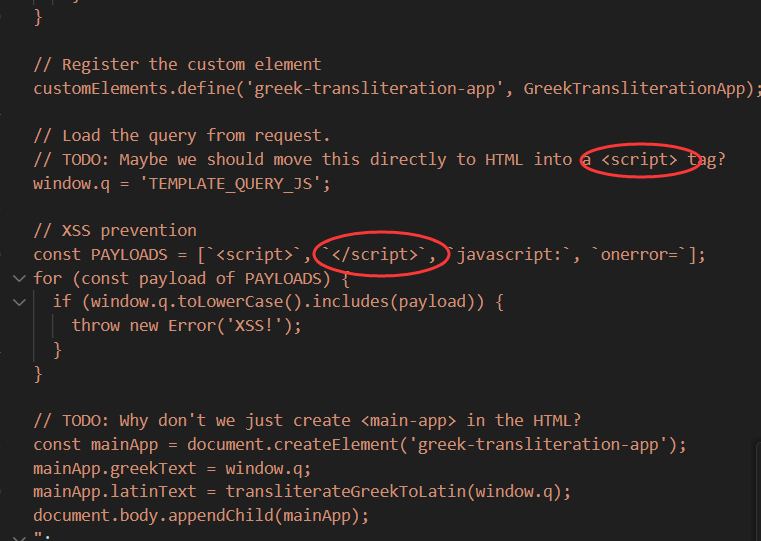 }
// Register the custom element
customElements.define('greek-transliteration-app', GreekTransliterationApp);
// Load the query from request.
// TODO: Maybe we should move this directly to HTML into a <script> tag?
window.q = 'TEMPLATE_QUERY_JS';
// XSS prevention
const PAYLOADS = [`<script>`, `</script>`, `javascript:`, `onerror=`];
for (const payload of PAYLOADS) {
if (window.q.toLowerCase().includes(payload)) {
throw new Error('XSS!');
}
}
// TODO: Why don't we just create <main-app> in the HTML?
const mainApp = document.createElement('greek-transliteration-app');
mainApp.greekText = window.q;
mainApp.latinText = transliterateGreekToLatin(window.q);
document.body.appendChild(mainApp);
";